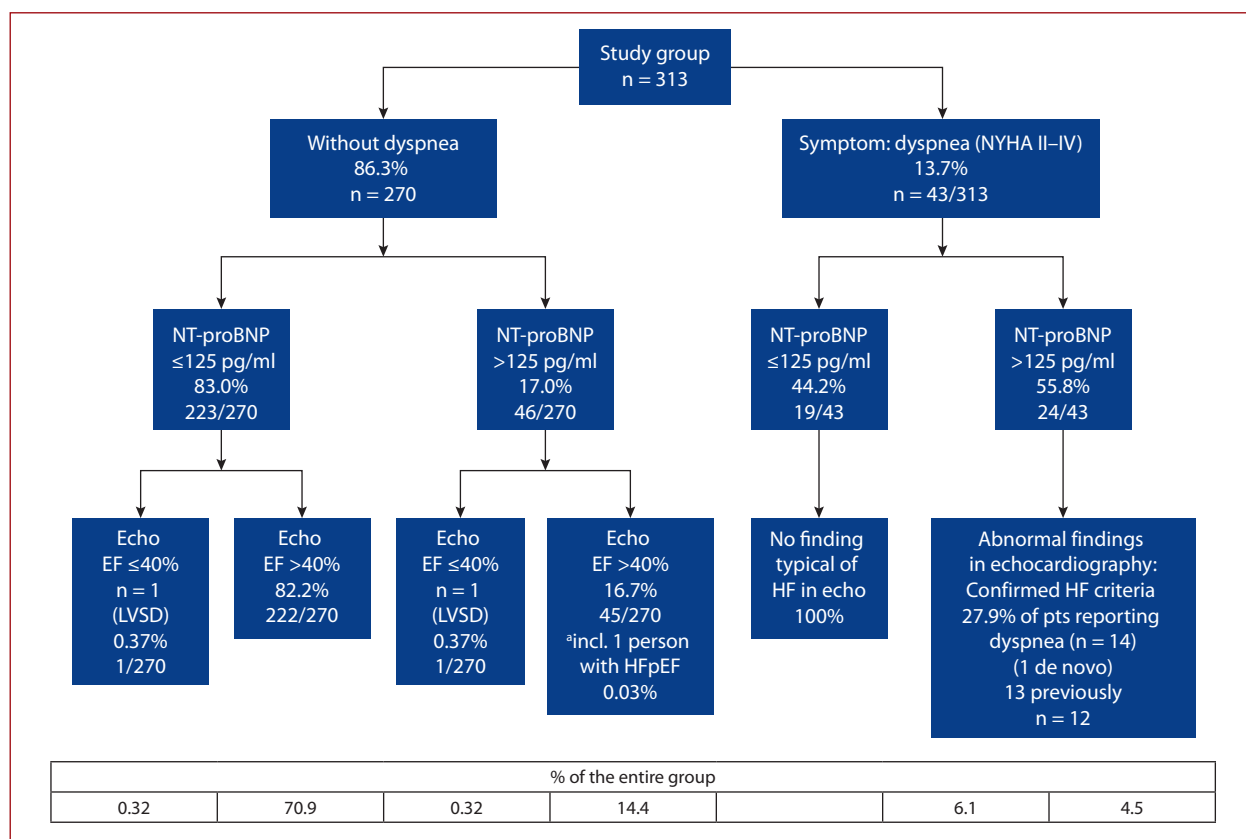 Study group
n = 313
Without dyspnea
86.3%
n = 270
Symptom: dyspnea (NYHA II–IV)
13.7%
n = 43/313
NT-proBNP
≤125 pg/ml
83.0%
223/270
NT-proBNP
>125 pg/ml
17.0%
46/270
NT-proBNP
≤125 pg/ml
44.2%
19/43
NT-proBNP
>125 pg/ml
55.8%
24/43
Echo
EF ≤40%
n = 1
(LVSD)
0.37%
1/270
Echo
EF >40%
82.2%
222/270
Echo
EF ≤40%
n = 1
(LVSD)
0.37%
1/270
Echo
EF >40%
16.7%
45/270
ᵃincl. 1 person
with HFpEF
0.03%
No finding
typical of
HF in echo
100%
Abnormal findings
in echocardiography:
Confirmed HF criteria
27.9% of pts reporting
dyspnea (n = 14)
(1 de novo)
13 previously
n = 12
% of the entire group
0.32 70.9 0.32 14.4 6.1 4.5